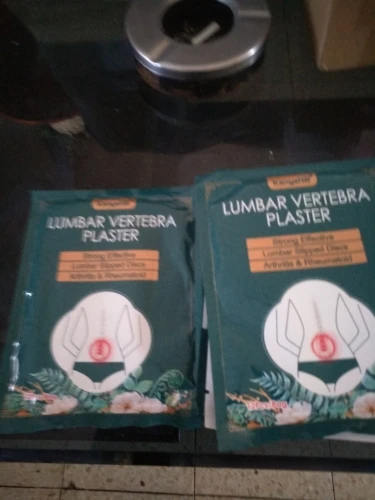 LUMBAR VERTEBRA
PLASTER
Strong Effective
Lumbar Slipped Discs
Arthritis & Rheumatoid
LUMBAR VERTEBRA
PLASTER
Strong Effective
Lumbar Slipped Discs
Arthritis & Rheumatoid